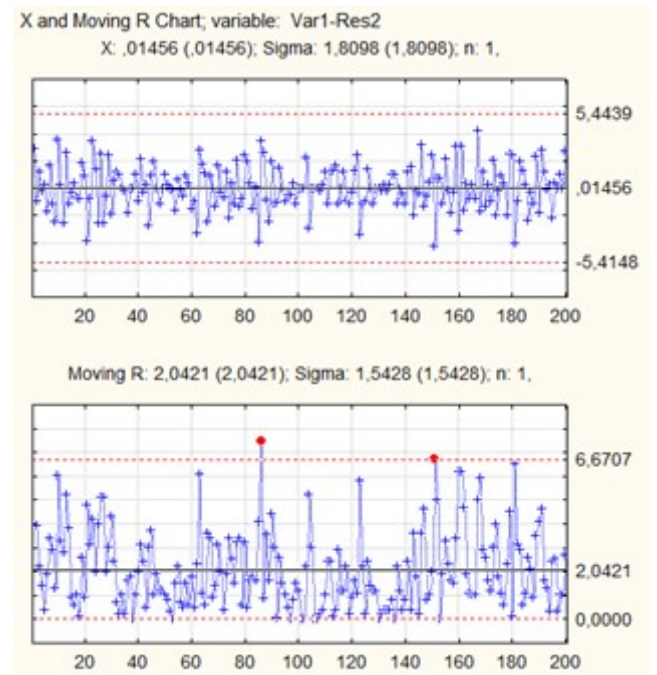 X and Moving R Chart; variable: Var1-Res2
X: ,01456 (,01456); Sigma: 1,8098 (1,8098); n: 1,
5,4439
,01456
-5,4148
20 40 60 80 100 120 140 160 180 200
Moving R: 2,0421 (2,0421); Sigma: 1,5428 (1,5428); n: 1,
6,6707
2,0421
0,0000
20 40 60 80 100 120 140 160 180 200